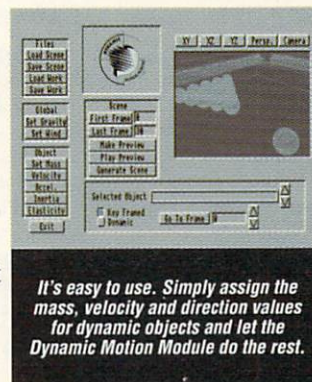 Files
Load Scene
Save Scene
Load Work
Save Work
Global
Set Gravity
Set Wind
Object
Set Mass
Velocity
Accel.
Inertia
Elasticity
Exit
Scene
First Frame
Last Frame
Make Preview
Play Preview
Generate Scene
XY XZ YZ Persp. Camera
Selected Object
Key Framed
Dynamic
Go To Frame
It's easy to use. Simply assign the
mass, velocity and direction values
for dynamic objects and let the
Dynamic Motion Module do the rest.